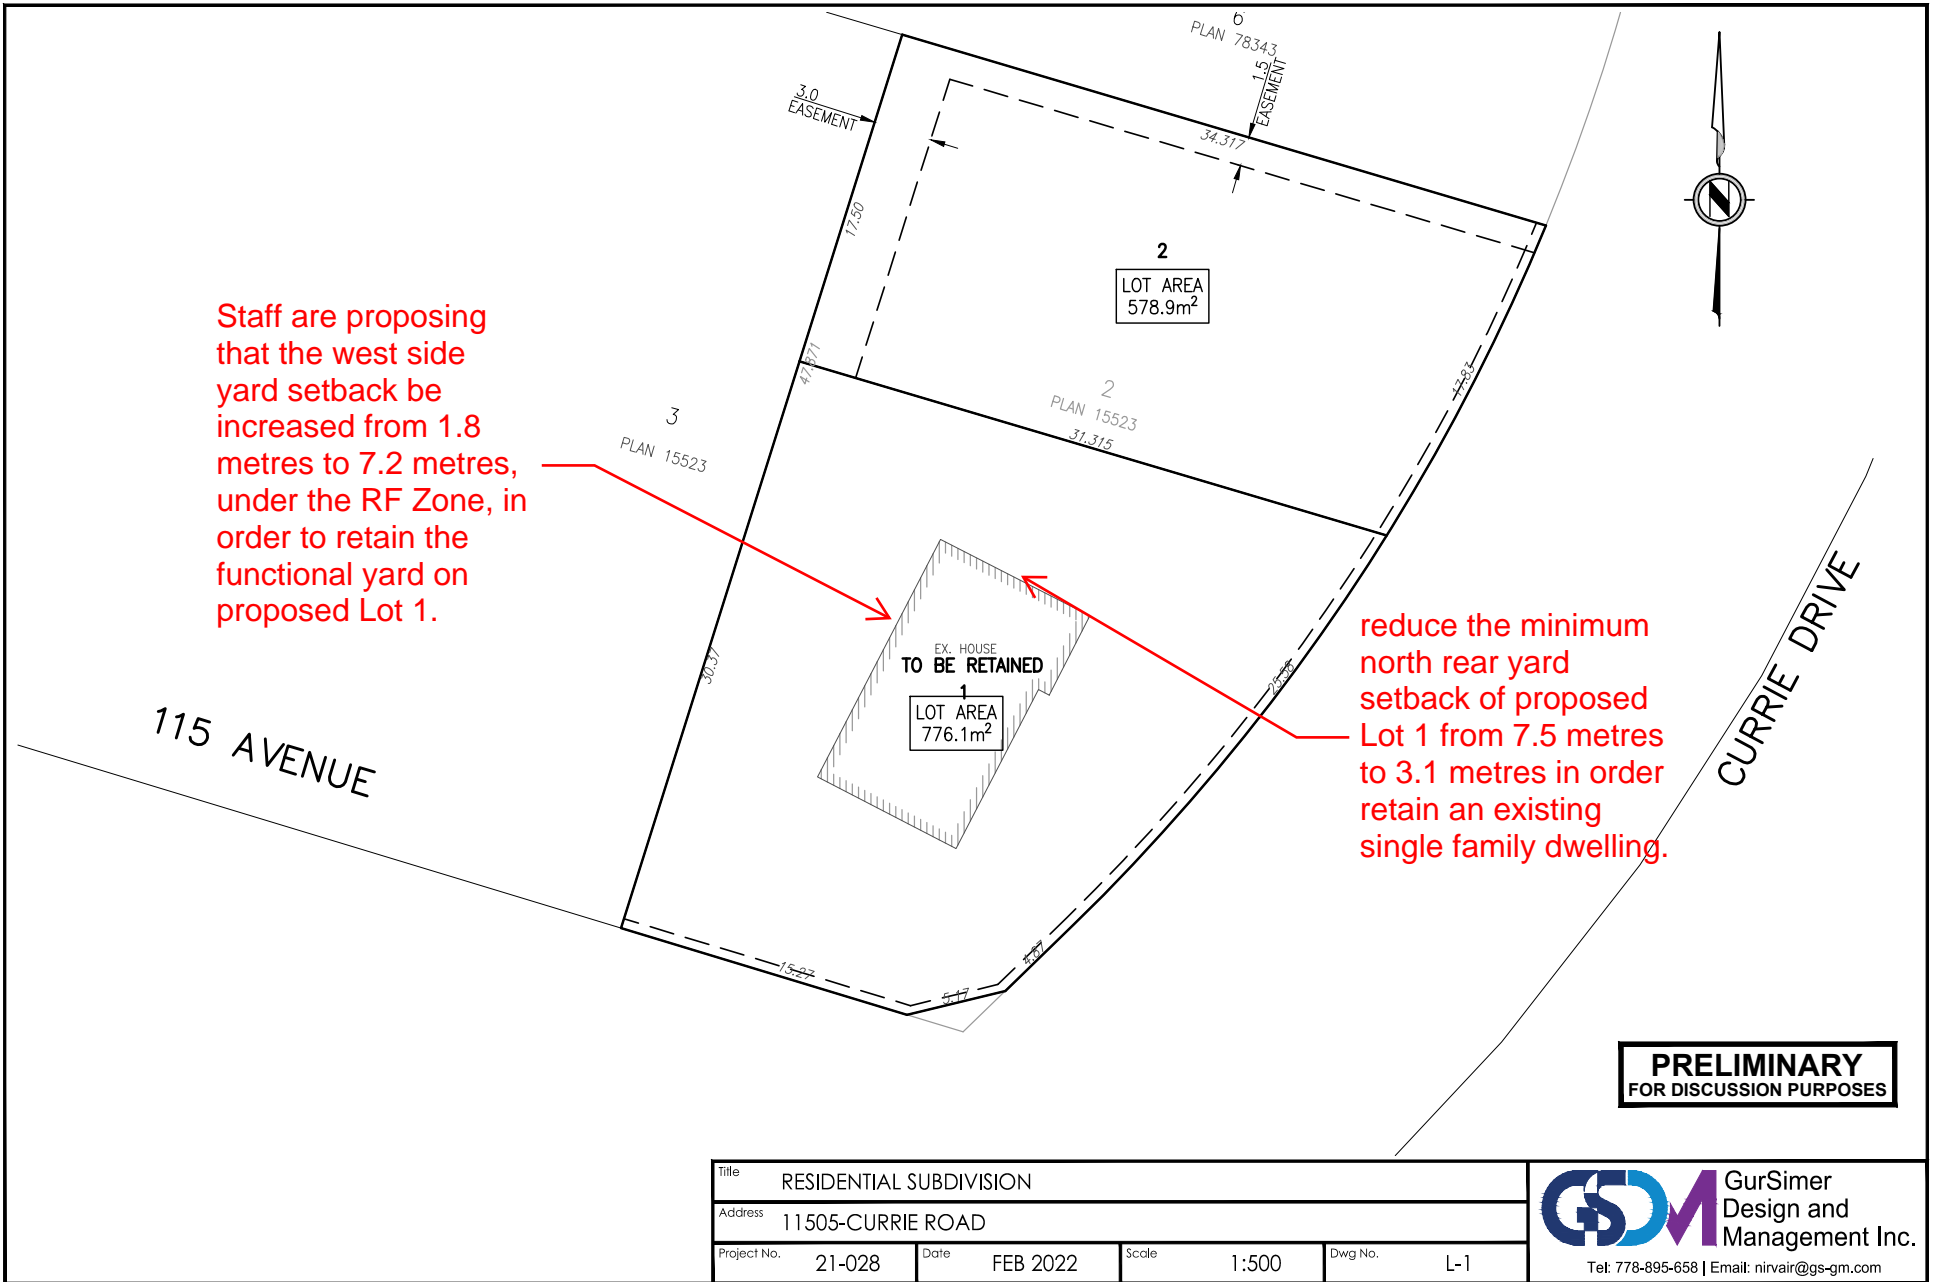 6
PLAN 78343
1.5
EASEMENT
3.0
EASEMENT
34.317
17.50
2
LOT AREA
578.9m²
Staff are proposing
that the west side
yard setback be
increased from 1.8
metres to 7.2 metres,
under the RF Zone, in
order to retain the
functional yard on
proposed Lot 1.
47.871
17.83
2
PLAN 15523
31.315
3
PLAN 15523
EX. HOUSE
TO BE RETAINED
1
LOT AREA
776.1m²
30.37
25.58
reduce the minimum
north rear yard
setback of proposed
Lot 1 from 7.5 metres
to 3.1 metres in order
retain an existing
single family dwelling.
CURRIE DRIVE
115 AVENUE
15.27
5.17
4.87
N
PRELIMINARY
FOR DISCUSSION PURPOSES
Title RESIDENTIAL SUBDIVISION
Address 11505-CURRIE ROAD
Project No. 21-028 Date FEB 2022 Scale 1:500 Dwg No. L-1
GSDM
GurSimer
Design and
Management Inc.
Tel: 778-895-658 | Email: nirvair@gs-gm.com